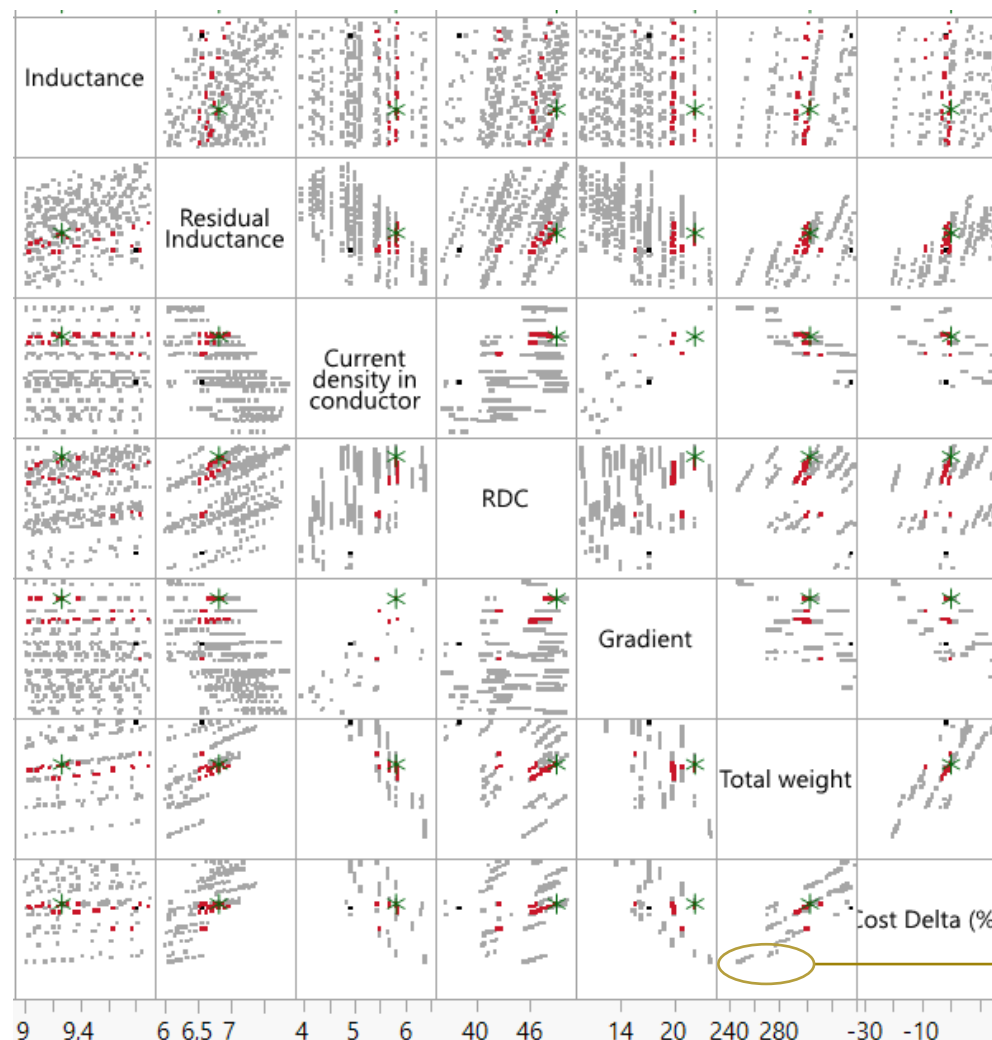 Inductance
Residual
Inductance
Current
density in
conductor
RDC
Gradient
Total weight
Cost Delta (%
9 9.4 6 6.5 7 4 5 6 40 46 14 20 240 280 -30 -10